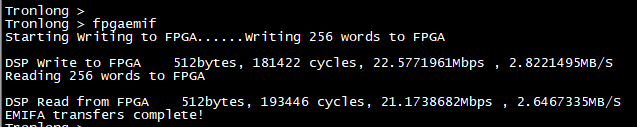 Tronlong >
Tronlong > fpgaemif
Starting Writing to FPGA......Writing 256 words to FPGA
DSP Write to FPGA    512bytes, 181422 cycles, 22.5771961Mbps , 2.8221495MB/S
Reading 256 words to FPGA
DSP Read from FPGA    512bytes, 193446 cycles, 21.1738682Mbps , 2.6467335MB/S
EMIFA transfers complete!
Tronlong >